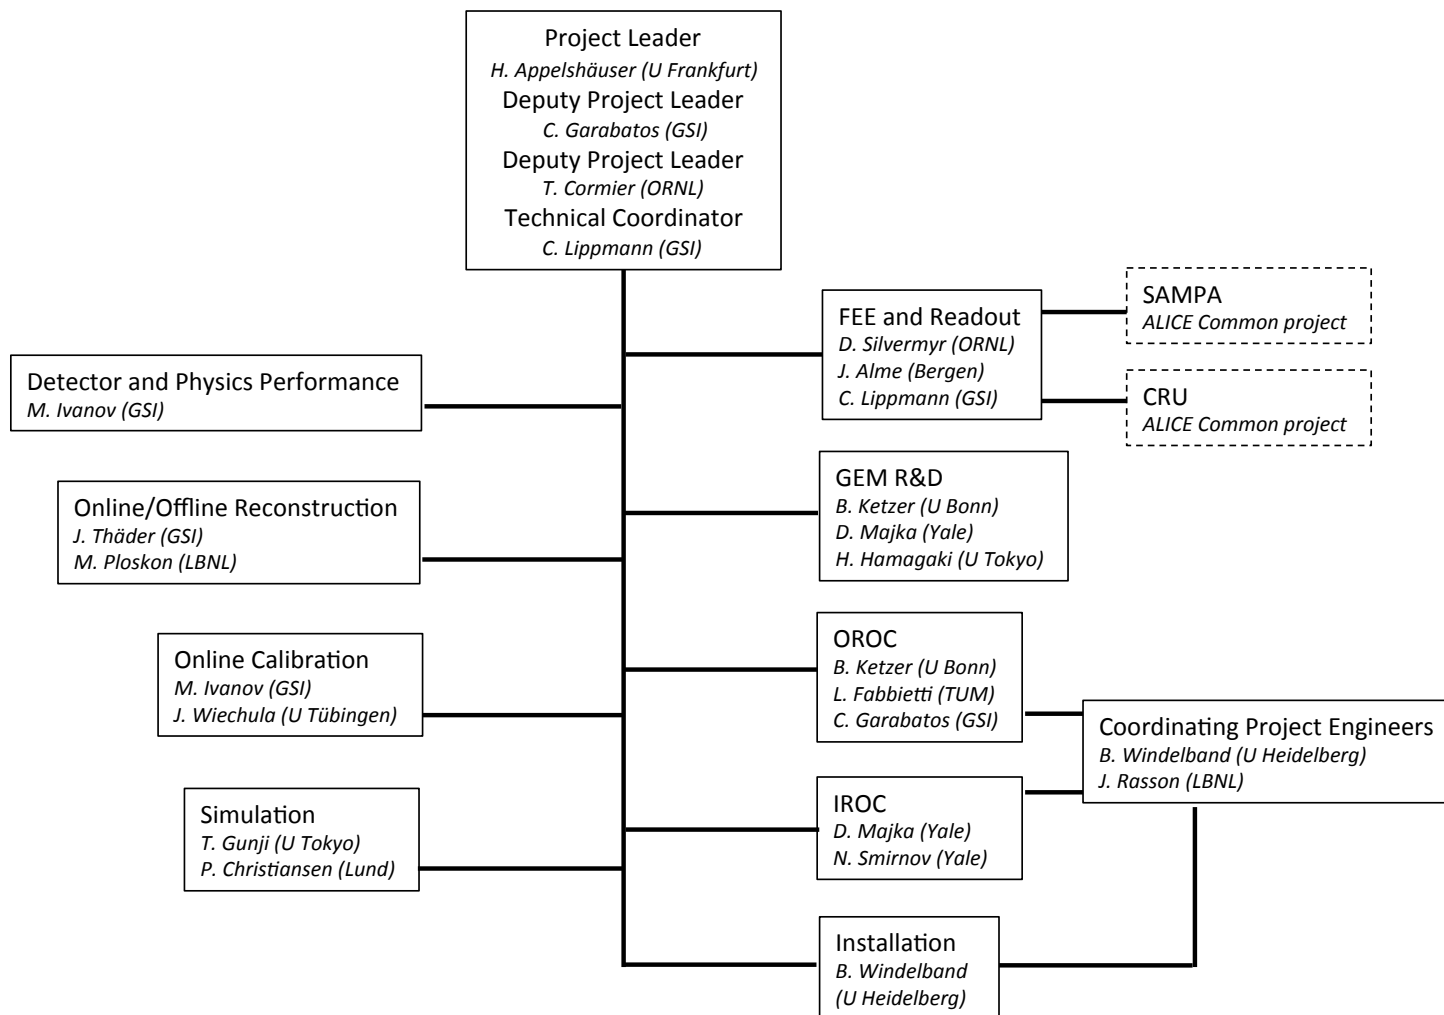 Project Leader
H. Appelshäuser (U Frankfurt)
Deputy Project Leader
C. Garabatos (GSI)
Deputy Project Leader
T. Cormier (ORNL)
Technical Coordinator
C. Lippmann (GSI)
Detector and Physics Performance
M. Ivanov (GSI)
Online/Offline Reconstruction
J. Thäder (GSI)
M. Ploskon (LBNL)
Online Calibration
M. Ivanov (GSI)
J. Wiechula (U Tübingen)
Simulation
T. Gunji (U Tokyo)
P. Christiansen (Lund)
FEE and Readout
D. Silvermyr (ORNL)
J. Alme (Bergen)
C. Lippmann (GSI)
SAMPA
ALICE Common project
CRU
ALICE Common project
GEM R&D
B. Ketzer (U Bonn)
D. Majka (Yale)
H. Hamagaki (U Tokyo)
OROC
B. Ketzer (U Bonn)
L. Fabbietti (TUM)
C. Garabatos (GSI)
IROC
D. Majka (Yale)
N. Smirnov (Yale)
Coordinating Project Engineers
B. Windelband (U Heidelberg)
J. Rasson (LBNL)
Installation
B. Windelband
(U Heidelberg)